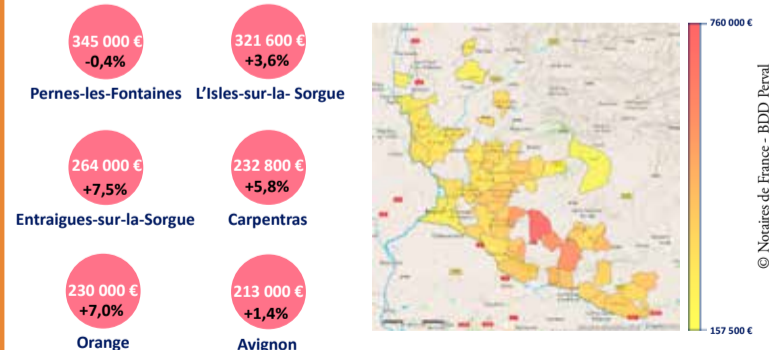 345 000 €
-0,4%
Pernes-les-Fontaines
321 600 €
+3,6%
L'Isles-sur-la- Sorgue
264 000 €
+7,5%
Entraigues-sur-la-Sorgue
232 800 €
+5,8%
Carpentras
230 000 €
+7,0%
Orange
213 000 €
+1,4%
Avignon
760 000 €
157 500 €
© Notaires de France - BDD Perval